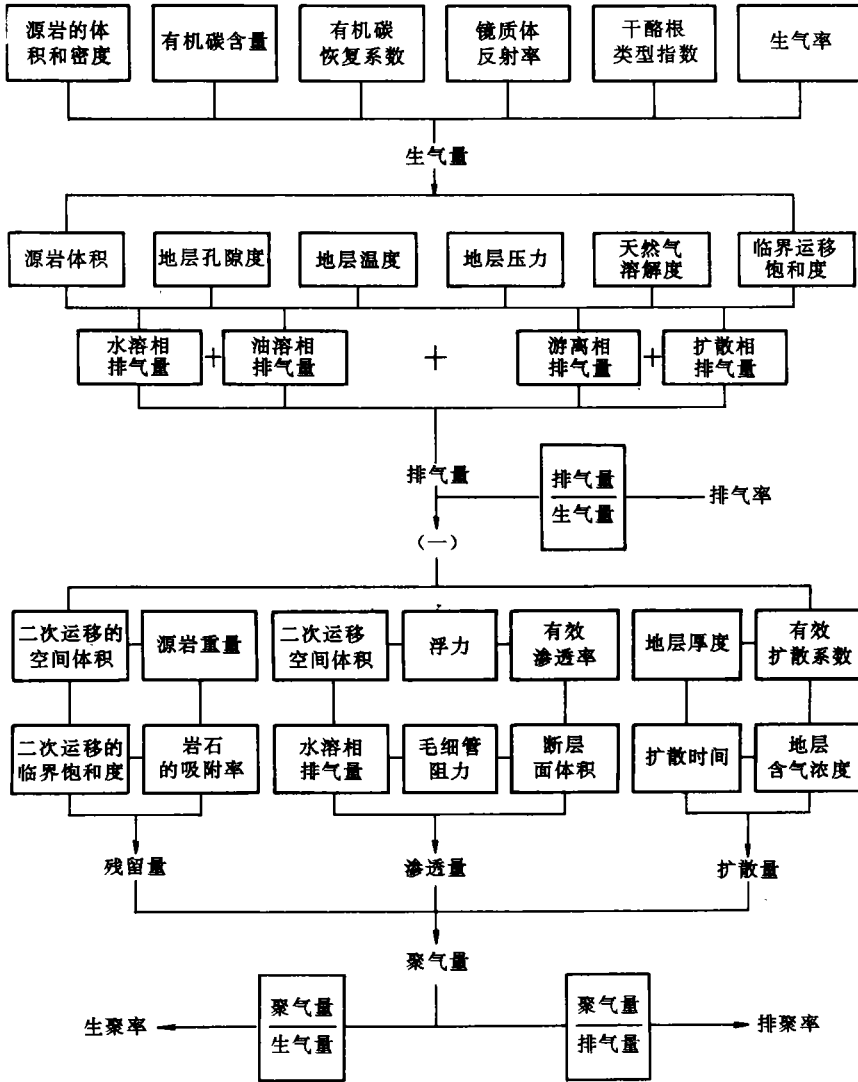 源岩的体
积和密度
有机碳含量
有机碳
恢复系数
镜质体
反射率
干酪根
类型指数
生气率
生气量
源岩体积
地层孔隙度
地层温度
地层压力
天然气
溶解度
临界运移
饱和度
水溶相
排气量
+
油溶相
排气量
+
游离相
排气量
+
扩散相
排气量
排气量
排气量
生气量
排气率
(一)
二次运移的
空间体积
源岩重量
二次运移
空间体积
浮力
有效
渗透率
地层厚度
有效
扩散系数
二次运移的
临界饱和度
岩石
的吸附率
水溶相
排气量
毛细管
阻力
断层
面体积
扩散时间
地层
含气浓度
残留量
渗透量
扩散量
聚气量
生聚率
聚气量
生气量
聚气量
排气量
排聚率